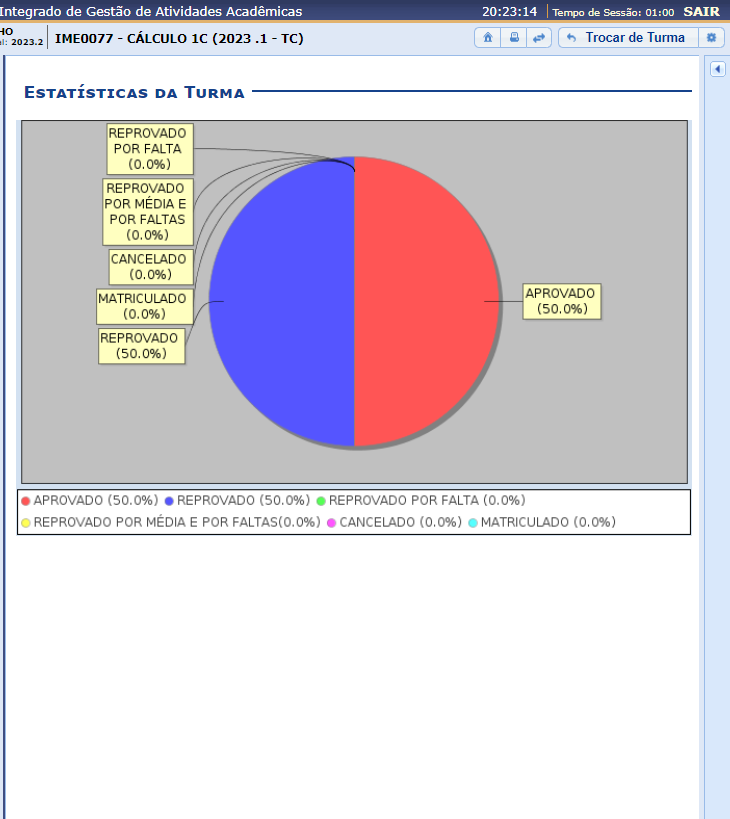 Integrado de Gestão de Atividades Acadêmicas 20:23:14 Tempo de Sessão: 01:00 SAIR
HO
el: 2023.2
IME0077 - CÁLCULO 1C (2023 .1 - TC) Trocar de Turma
Estatísticas da Turma
REPROVADO
POR FALTA
(0.0%)
REPROVADO
POR MÉDIA E
POR FALTAS
(0.0%)
CANCELADO
(0.0%)
MATRICULADO
(0.0%)
REPROVADO
(50.0%)
APROVADO
(50.0%)
APROVADO (50.0%) REPROVADO (50.0%) REPROVADO POR FALTA (0.0%)
REPROVADO POR MÉDIA E POR FALTAS(0.0%) CANCELADO (0.0%) MATRICULADO (0.0%)